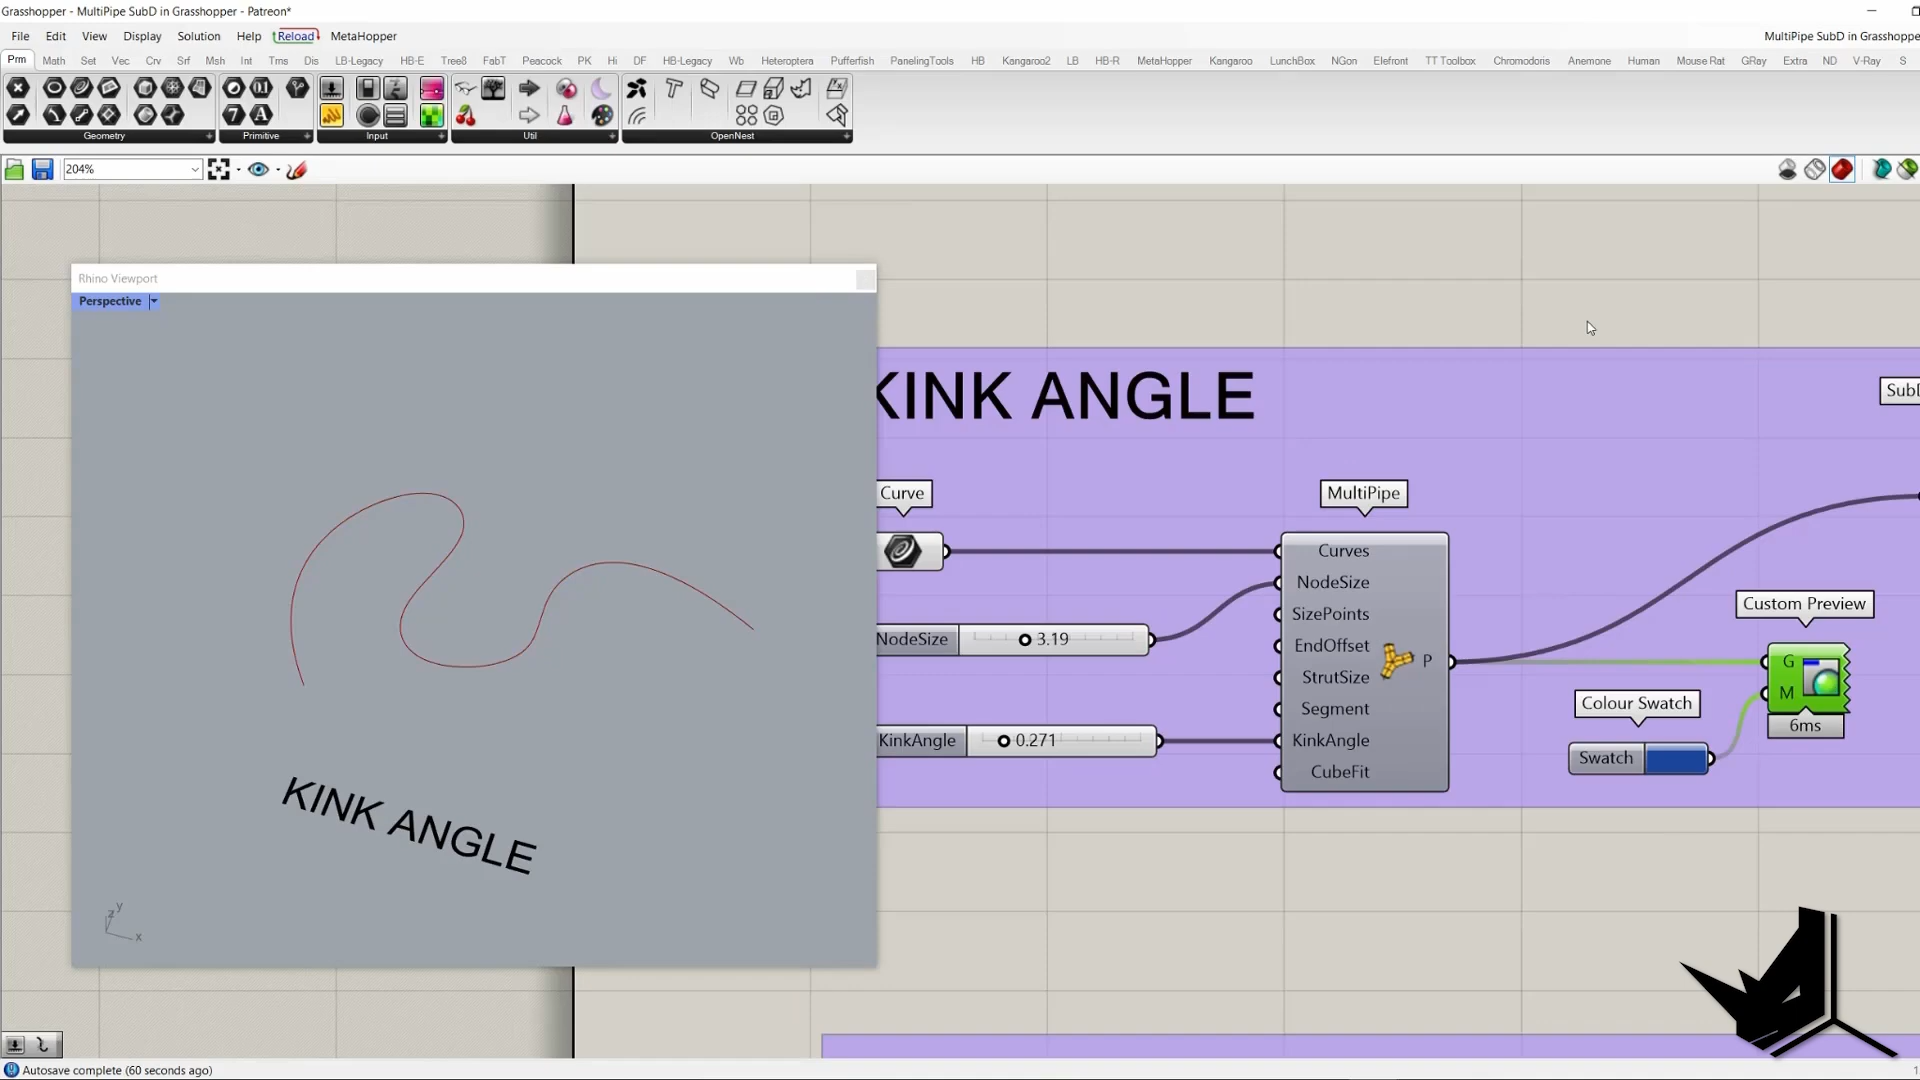 Grasshopper - MultiPipe SubD in Grasshopper - Patreon*
File Edit View Display Solution Help Reload MetaHopper
MultiPipe SubD in Grasshoppe
Prm Math Set Vec Crv Srf Msh Int Trns Dis LB-Legacy HB-E Tree8 FabT Peacock PK Hi DF HB-Legacy Wb Heteroptera Pufferfish PanelingTools HB Kangaroo2 LB HB-R MetaHopper Kangaroo LunchBox NGon Elefront TT Toolbox Chromodoris Anemone Human Mouse Rat GRay Extra ND V-Ray S
Geometry Primitive Input Util OpenNest
204%
Rhino Viewport
Perspective
KINK ANGLE
z y x
KINK ANGLE
SubD
Curve
MultiPipe
Curves
NodeSize
SizePoints
EndOffset
StrutSize
Segment
KinkAngle
CubeFit
P
NodeSize 3.19
KinkAngle 0.271
Custom Preview
G
M
6ms
Colour Swatch
Swatch
Autosave complete (60 seconds ago)
1